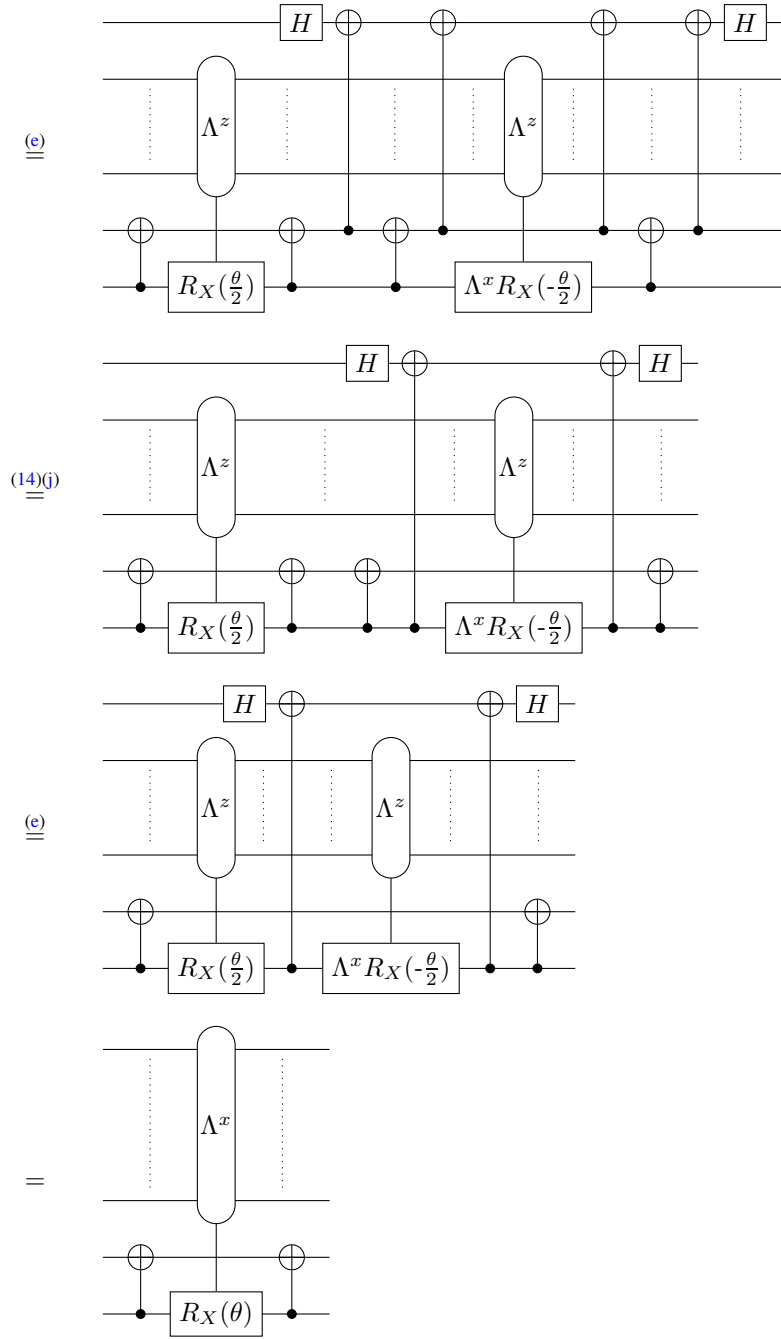 H H
Λ^z Λ^z
(e)
=
R_X(θ/2) Λ^x R_X(-θ/2)
H H
Λ^z Λ^z
(14)(j)
=
R_X(θ/2) Λ^x R_X(-θ/2)
H H
Λ^z Λ^z
(e)
=
R_X(θ/2) Λ^x R_X(-θ/2)
Λ^x
=
R_X(θ)